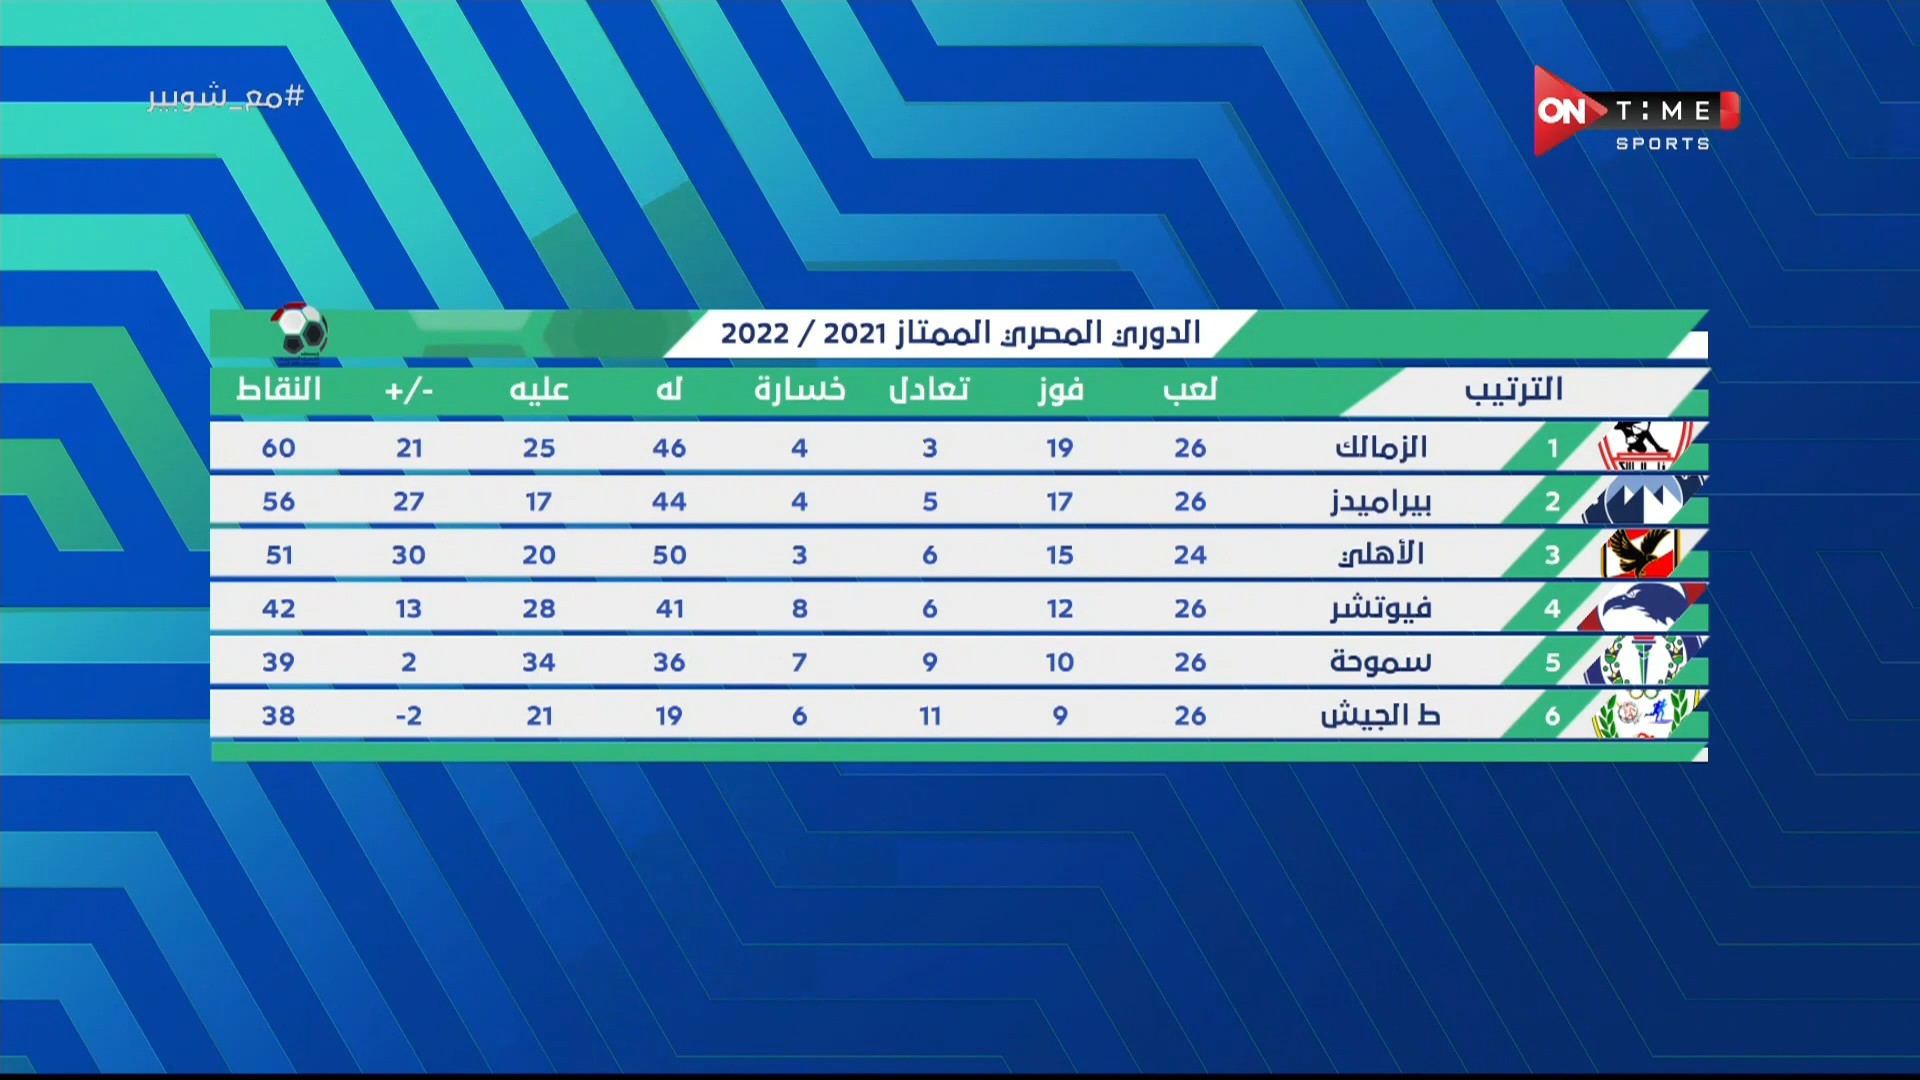 #مع_شوبير
ON TIME
SPORTS
الدوري المصري الممتاز 2021 / 2022
الترتيب لعب فوز تعادل خسارة له عليه +/- النقاط
1 الزمالك 26 19 3 4 46 25 21 60
2 بيراميدز 26 17 5 4 44 17 27 56
3 الأهلي 24 15 6 3 50 20 30 51
4 فيوتشر 26 12 6 8 41 28 13 42
5 سموحة 26 10 9 7 36 34 2 39
6 ط الجيش 26 9 11 6 19 21 -2 38